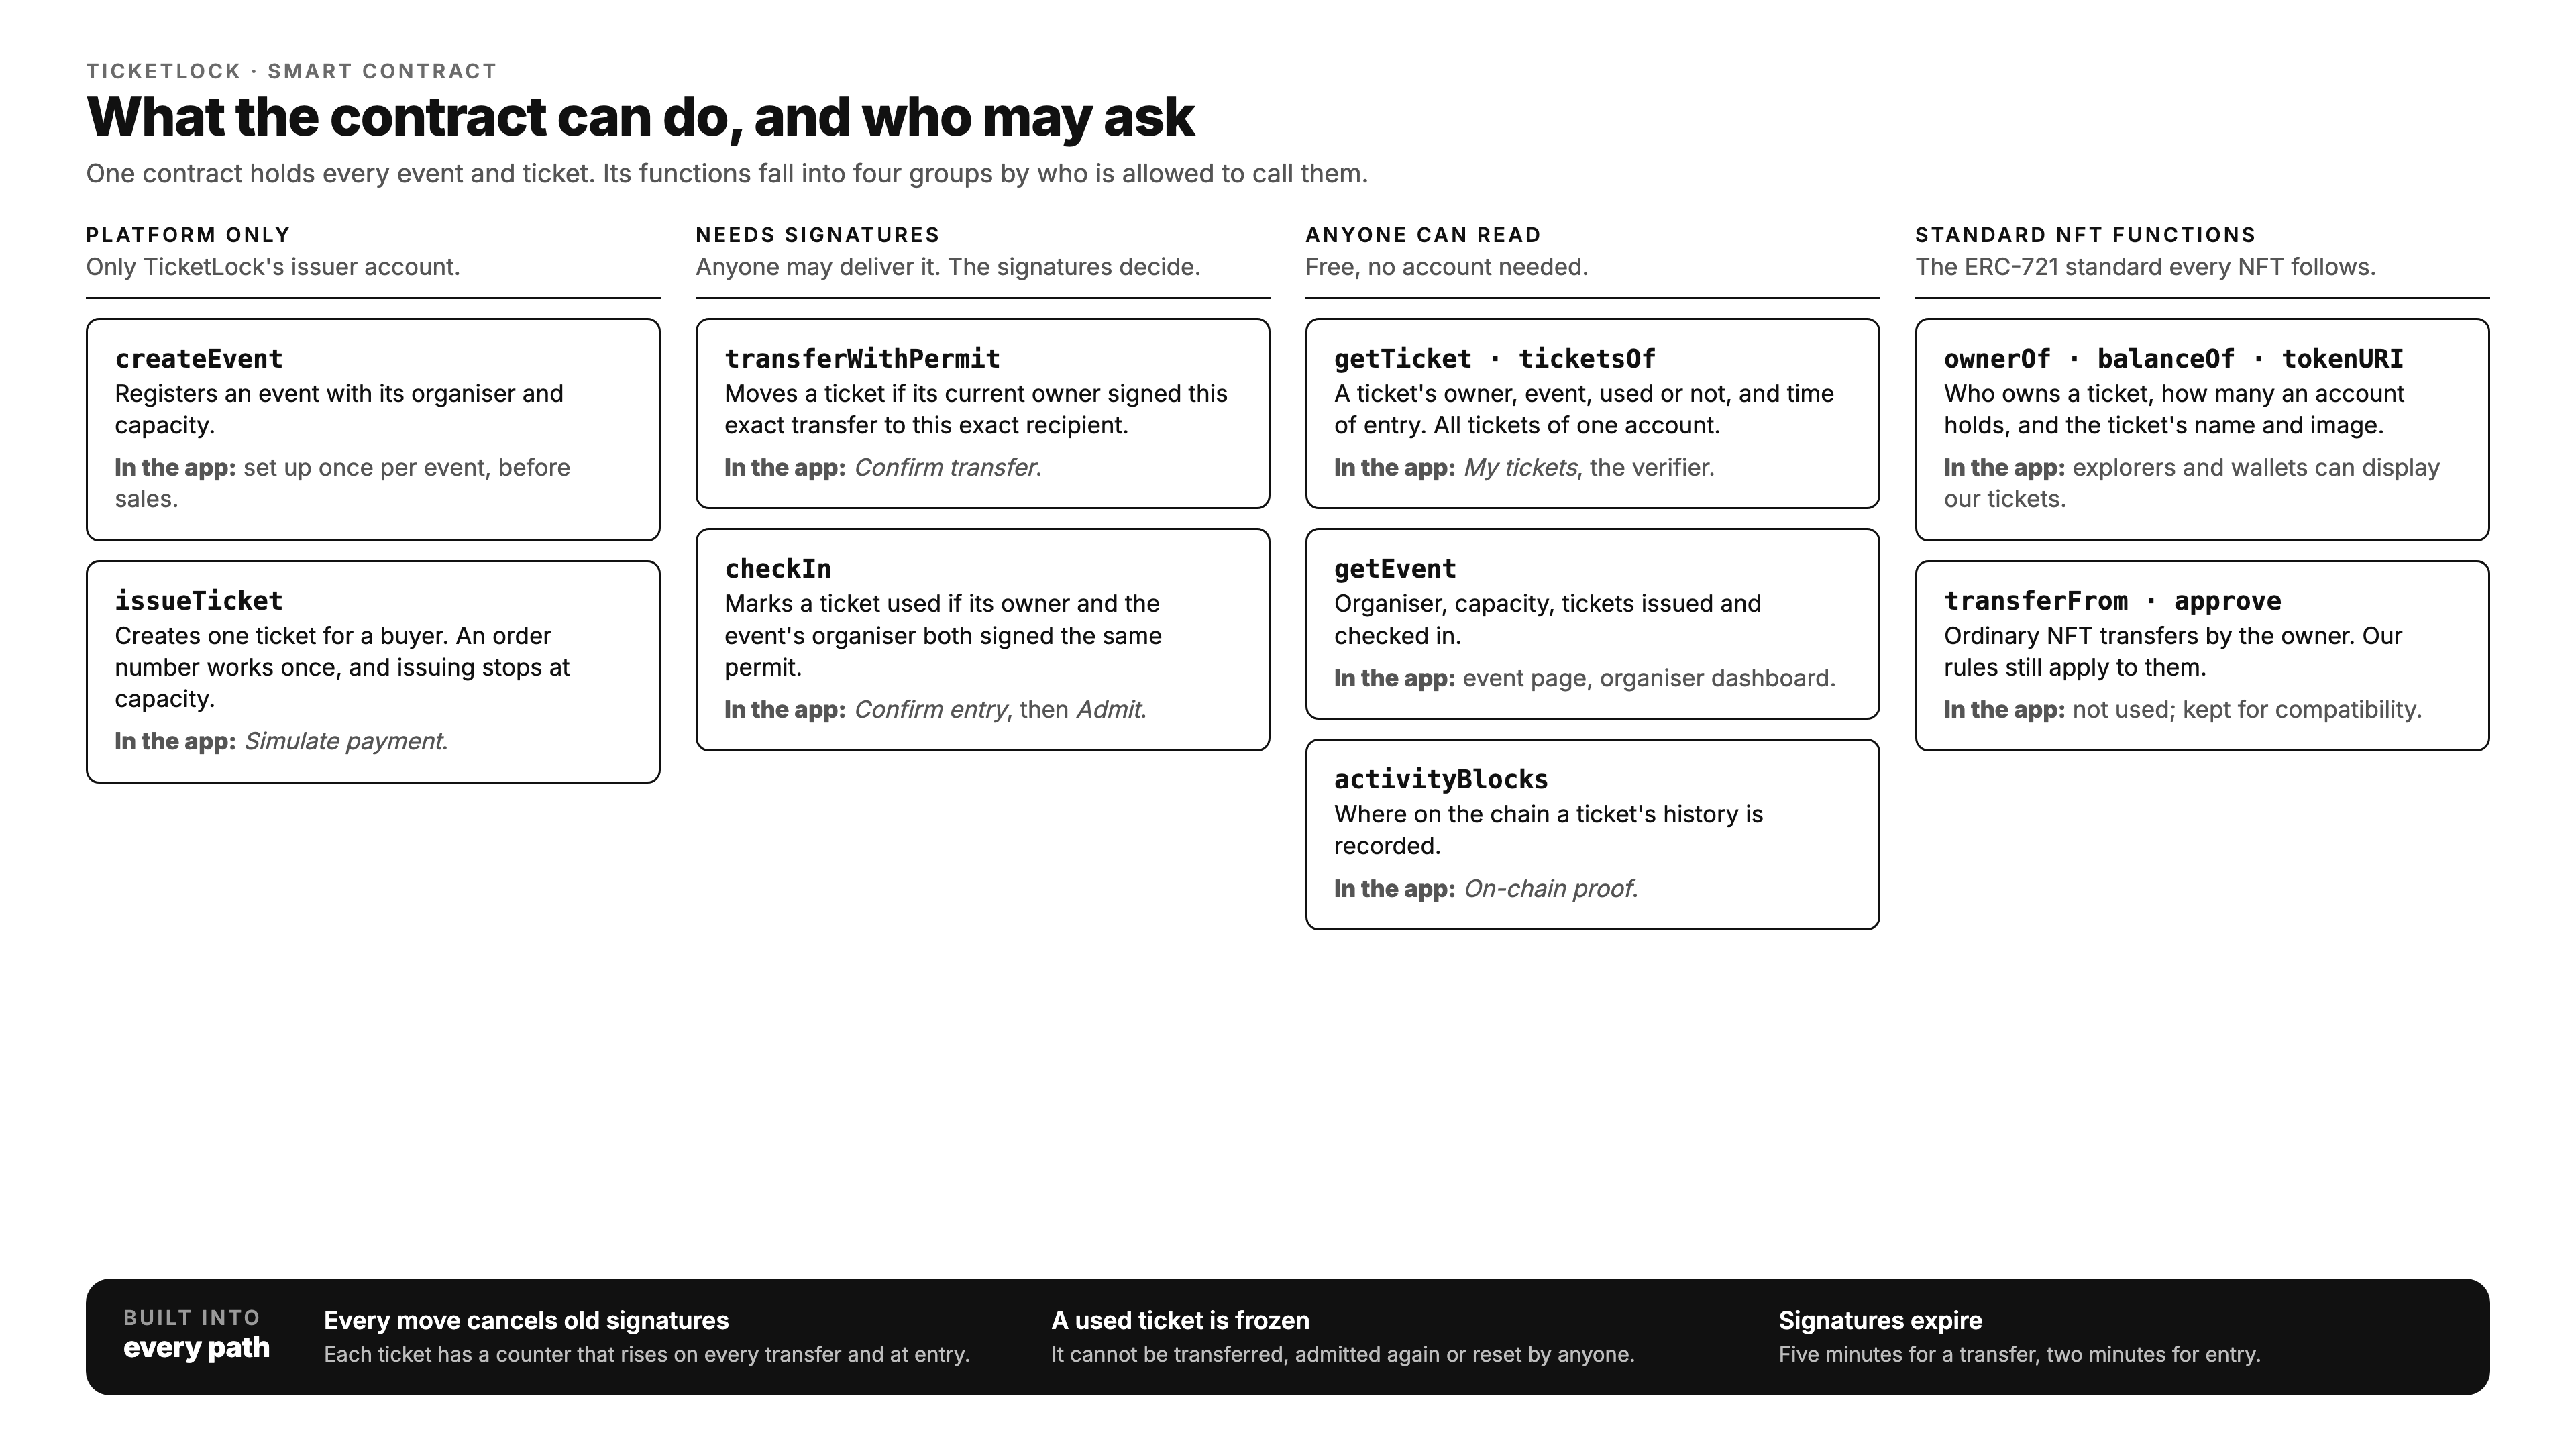 TICKETLOCK · SMART CONTRACT
What the contract can do, and who may ask
One contract holds every event and ticket. Its functions fall into four groups by who is allowed to call them.
PLATFORM ONLY
Only TicketLock's issuer account.
createEvent
Registers an event with its organiser and
capacity.
In the app: set up once per event, before
sales.
issueTicket
Creates one ticket for a buyer. An order
number works once, and issuing stops at
capacity.
In the app: Simulate payment.
NEEDS SIGNATURES
Anyone may deliver it. The signatures decide.
transferWithPermit
Moves a ticket if its current owner signed this
exact transfer to this exact recipient.
In the app: Confirm transfer.
checkIn
Marks a ticket used if its owner and the
event's organiser both signed the same
permit.
In the app: Confirm entry, then Admit.
ANYONE CAN READ
Free, no account needed.
getTicket · ticketsOf
A ticket's owner, event, used or not, and time
of entry. All tickets of one account.
In the app: My tickets, the verifier.
getEvent
Organiser, capacity, tickets issued and
checked in.
In the app: event page, organiser dashboard.
activityBlocks
Where on the chain a ticket's history is
recorded.
In the app: On-chain proof.
STANDARD NFT FUNCTIONS
The ERC-721 standard every NFT follows.
ownerOf · balanceOf · tokenURI
Who owns a ticket, how many an account
holds, and the ticket's name and image.
In the app: explorers and wallets can display
our tickets.
transferFrom · approve
Ordinary NFT transfers by the owner. Our
rules still apply to them.
In the app: not used; kept for compatibility.
BUILT INTO
every path
Every move cancels old signatures
Each ticket has a counter that rises on every transfer and at entry.
A used ticket is frozen
It cannot be transferred, admitted again or reset by anyone.
Signatures expire
Five minutes for a transfer, two minutes for entry.